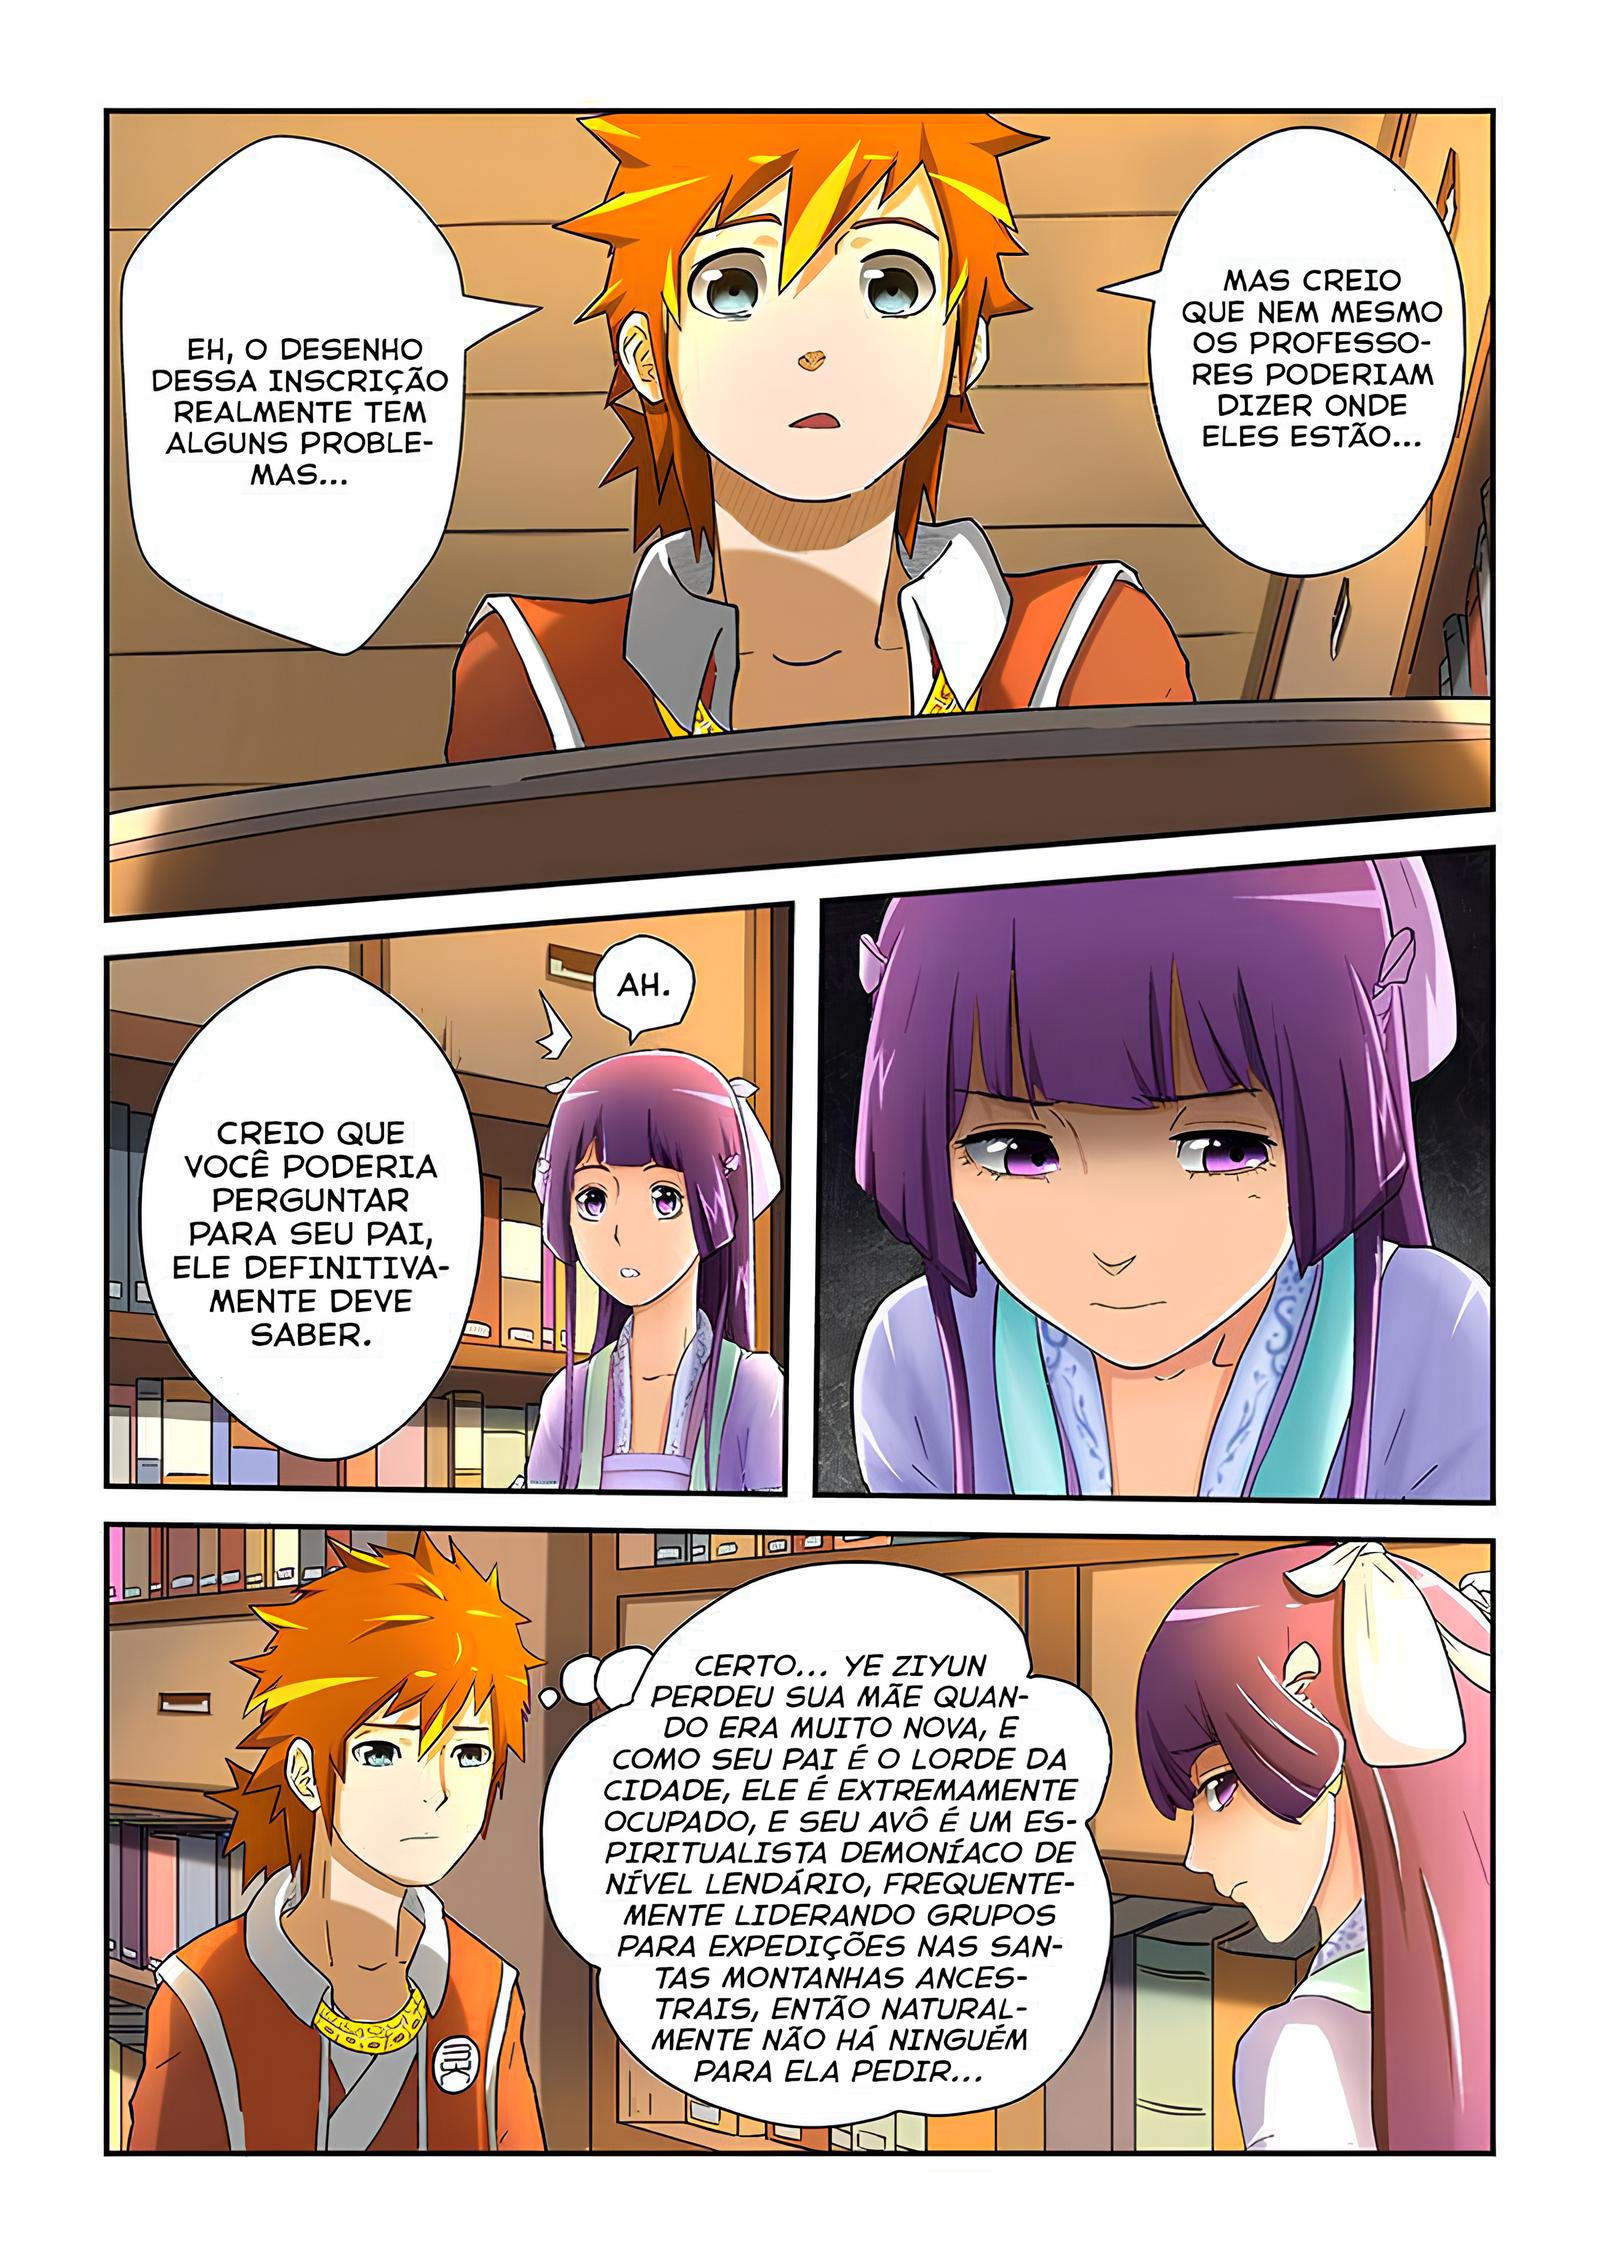 EH, O DESENHO
DESSA INSCRIÇÃO
REALMENTE TEM
ALGUNS PROBLE-
MAS...
MAS CREIO
QUE NEM MESMO
OS PROFESSO-
RES PODERIAM
DIZER ONDE
ELES ESTÃO...
CREIO QUE
VOCÊ PODERIA
PERGUNTAR
PARA SEU PAI,
ELE DEFINITIVA-
MENTE DEVE
SABER.
AH.
CERTO... YE ZIYUN
PERDEU SUA MÃE QUAN-
DO ERA MUITO NOVA, E
COMO SEU PAI É O LORDE DA
CIDADE, ELE É EXTREMAMENTE
OCUPADO, E SEU AVÔ É UM ES-
PIRITUALISTA DEMONÍACO DE
NÍVEL LENDÁRIO, FREQUENTE-
MENTE LIDERANDO GRUPOS
PARA EXPEDIÇÕES NAS SAN-
TAS MONTANHAS ANCES-
TRAIS, ENTÃO NATURAL-
MENTE NÃO HÁ NINGUÉM
PARA ELA PEDIR...